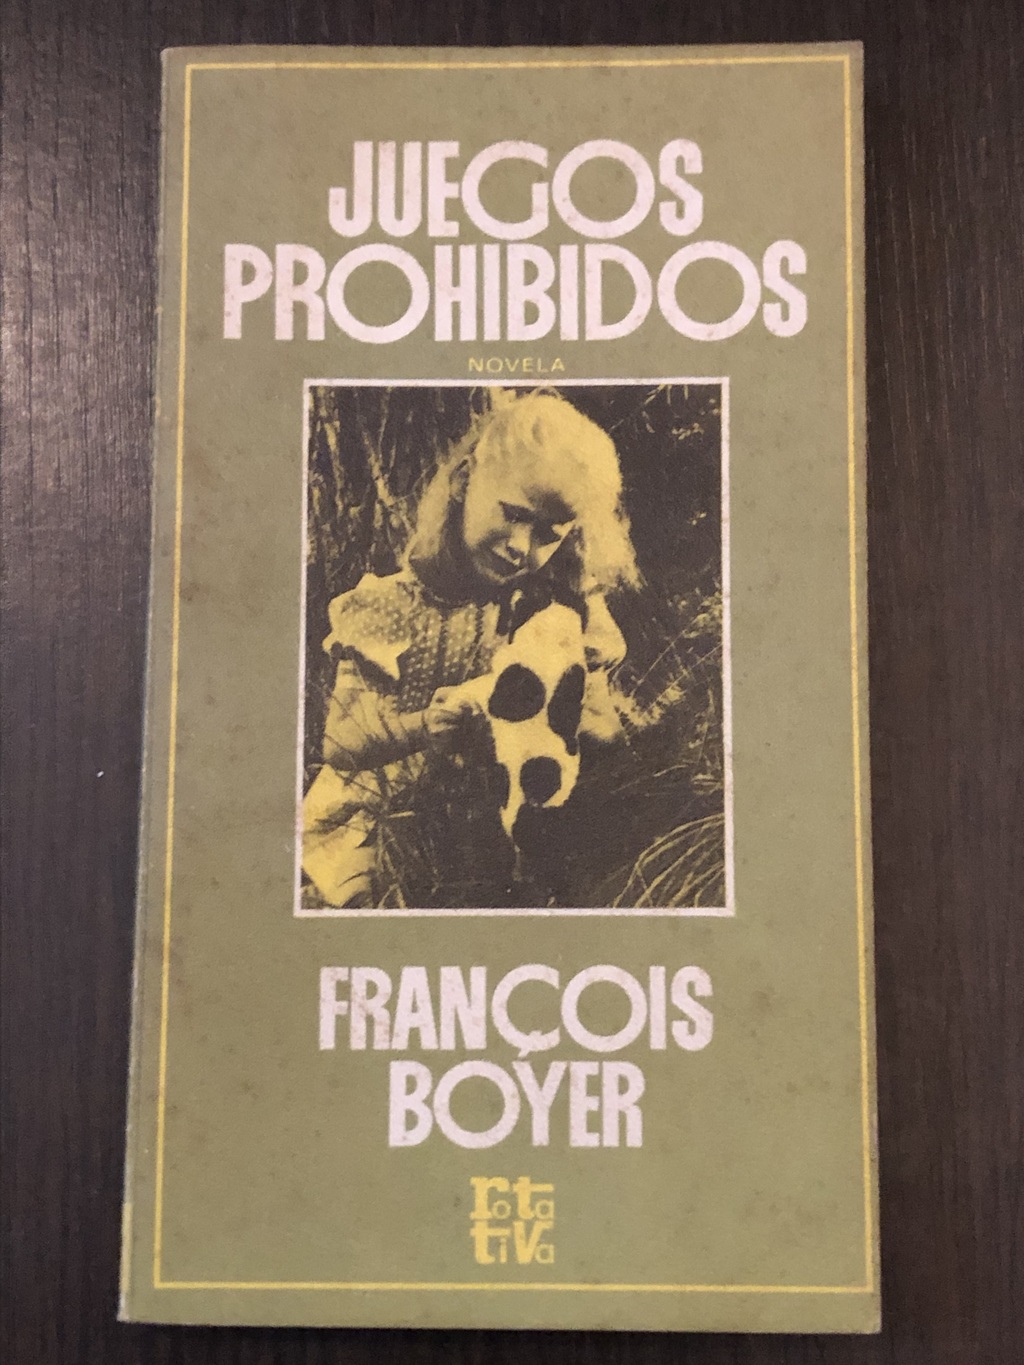 JUEGOS
PROHIBIDOS
NOVELA
FRANÇOIS
BOYER
rota
tiva